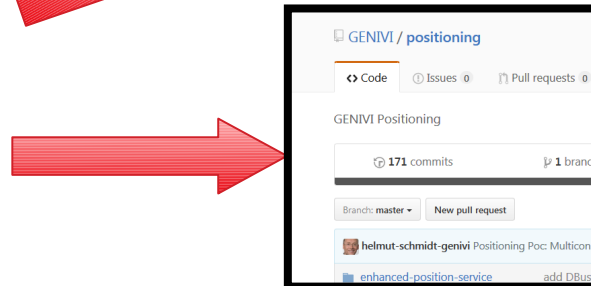 GENIVI / positioning
<> Code Issues 0 Pull requests 0
GENIVI Positioning
171 commits 1 branc
Branch: master New pull request
helmut-schmidt-genivi Positioning Poc: Multicon
enhanced-position-service add DBus